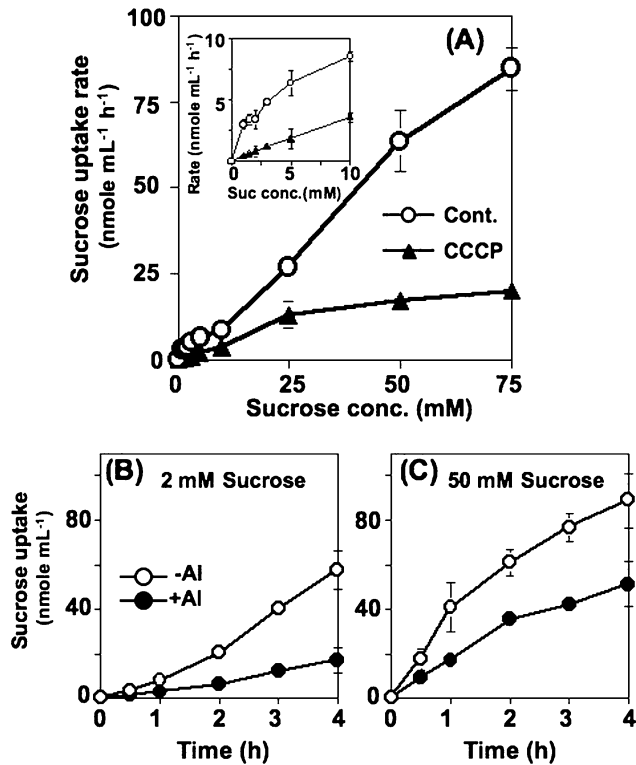 (A)
Sucrose uptake rate
(nmole mL⁻¹ h⁻¹)
100
75
50
25
0
Rate (nmole mL⁻¹ h⁻¹)
10
5
0
0 5 10
Suc conc.(mM)
Cont.
CCCP
0 25 50 75
Sucrose conc. (mM)
(B) 2 mM Sucrose
Sucrose uptake
(nmole mL⁻¹)
80
40
0
-Al
+Al
0 1 2 3 4
Time (h)
(C) 50 mM Sucrose
80
40
0
0 1 2 3 4
Time (h)